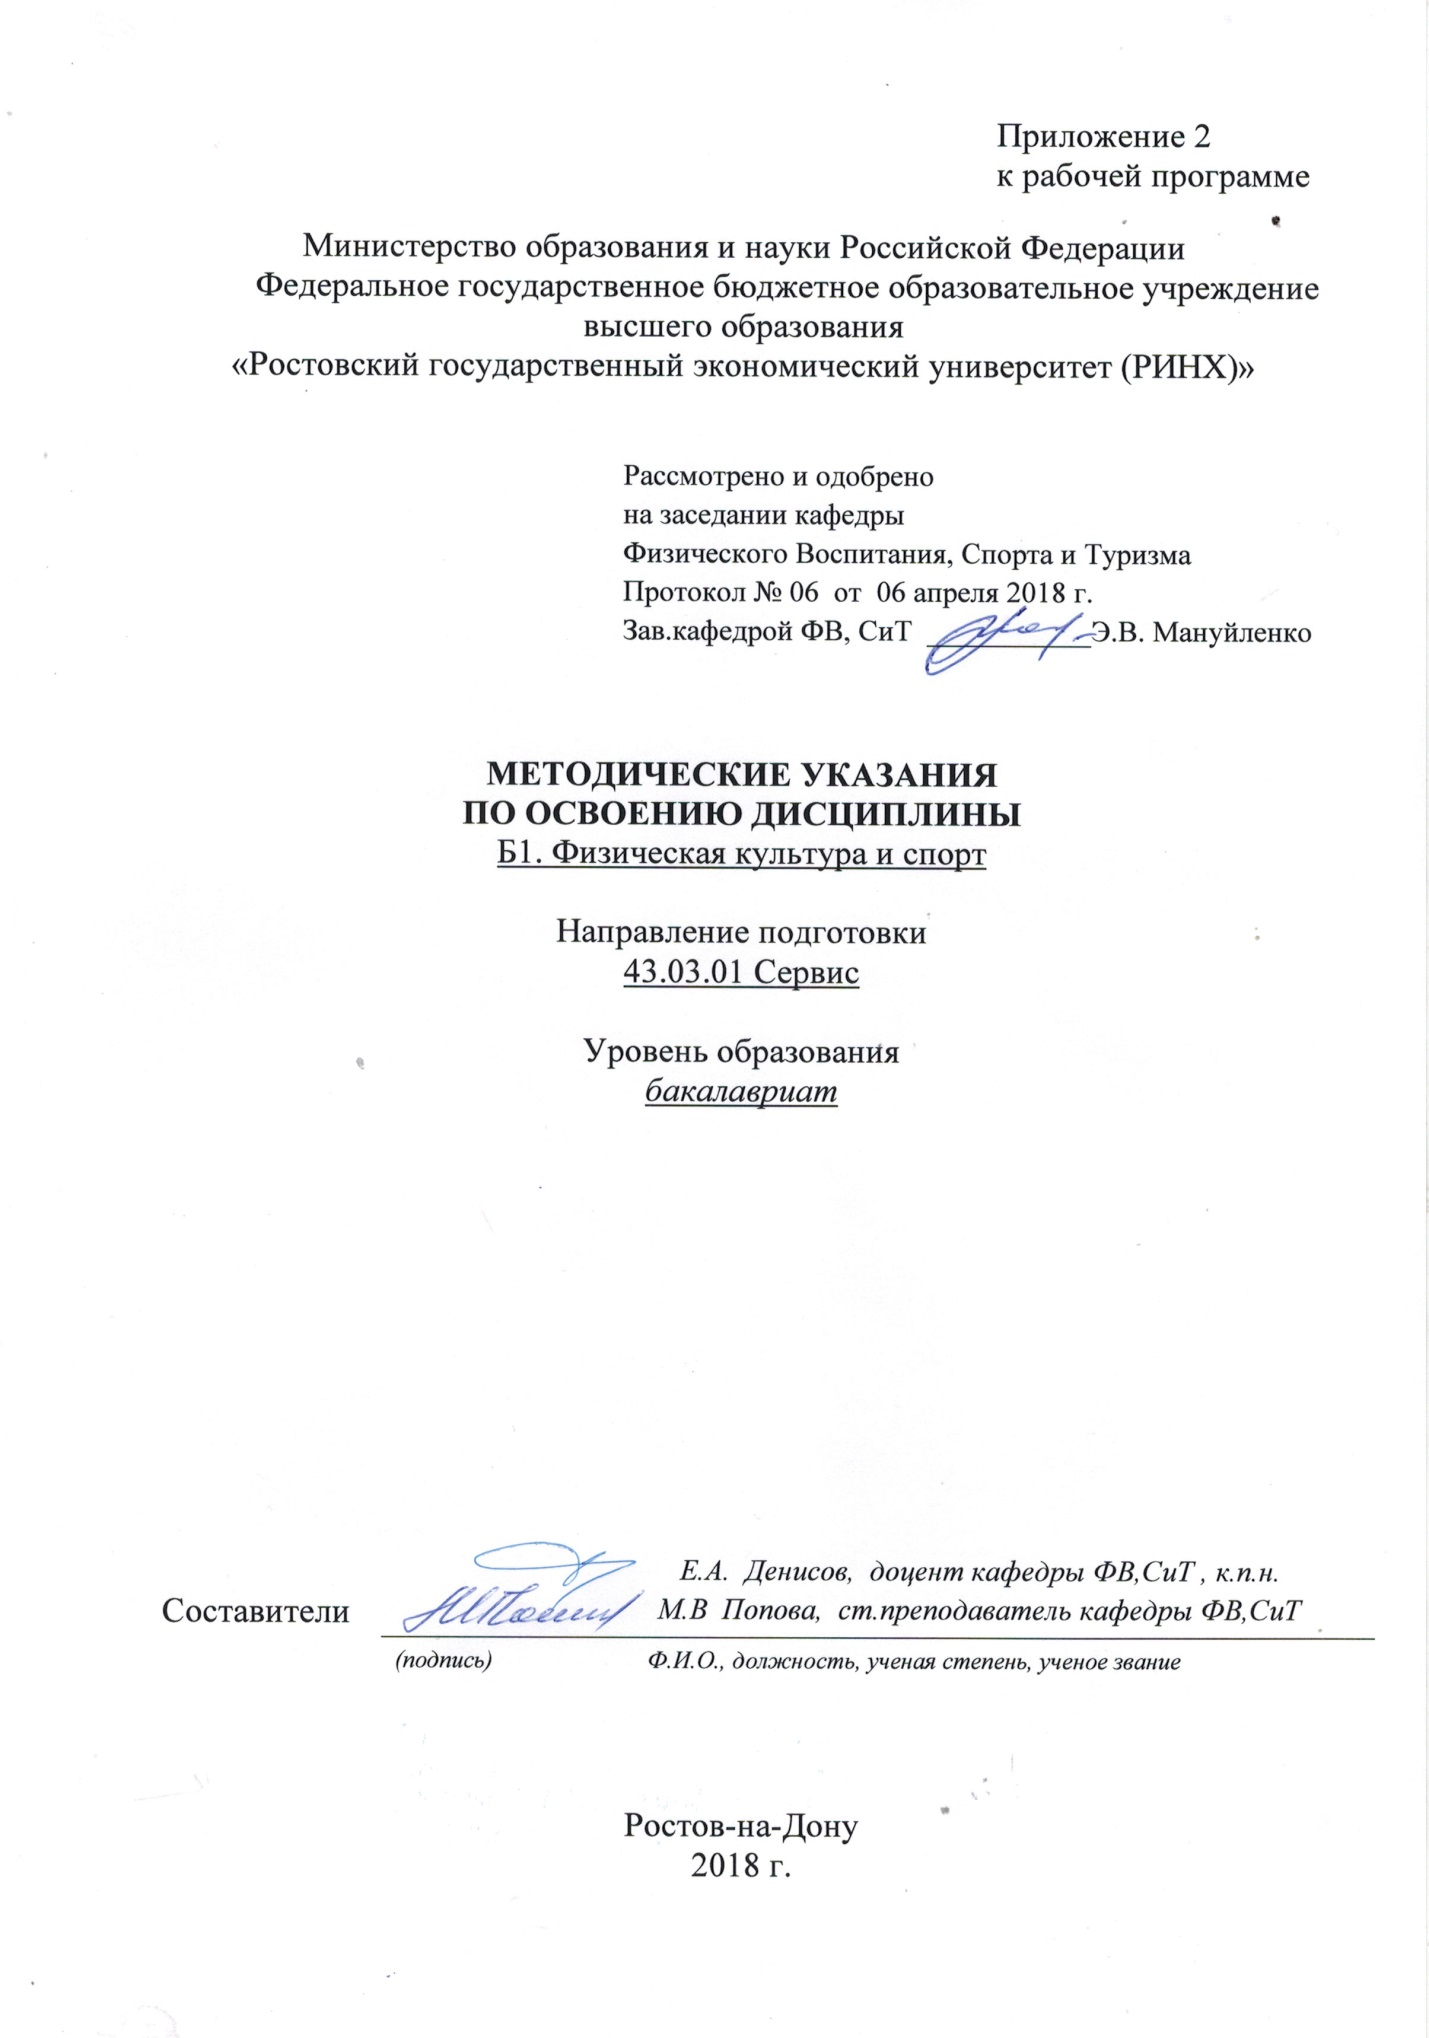 Приложение 2
к рабочей программе
Министерство образования и науки Российской Федерации
Федеральное государственное бюджетное образовательное учреждение
высшего образования
«Ростовский государственный экономический университет (РИНХ)»
Рассмотрено и одобрено
на заседании кафедры
Физического Воспитания, Спорта и Туризма
Протокол № 06 от 06 апреля 2018 г.
Зав.кафедрой ФВ, СиТ ___________Э.В. Мануйленко
МЕТОДИЧЕСКИЕ УКАЗАНИЯ
ПО ОСВОЕНИЮ ДИСЦИПЛИНЫ
Б1. Физическая культура и спорт
Направление подготовки
43.03.01 Сервис
Уровень образования
бакалавриат
Е.А. Денисов, доцент кафедры ФВ,СиТ , к.п.н.
Составители М.В Попова, ст.преподаватель кафедры ФВ,СиТ
(подпись) Ф.И.О., должность, ученая степень, ученое звание
Ростов-на-Дону
2018 г.